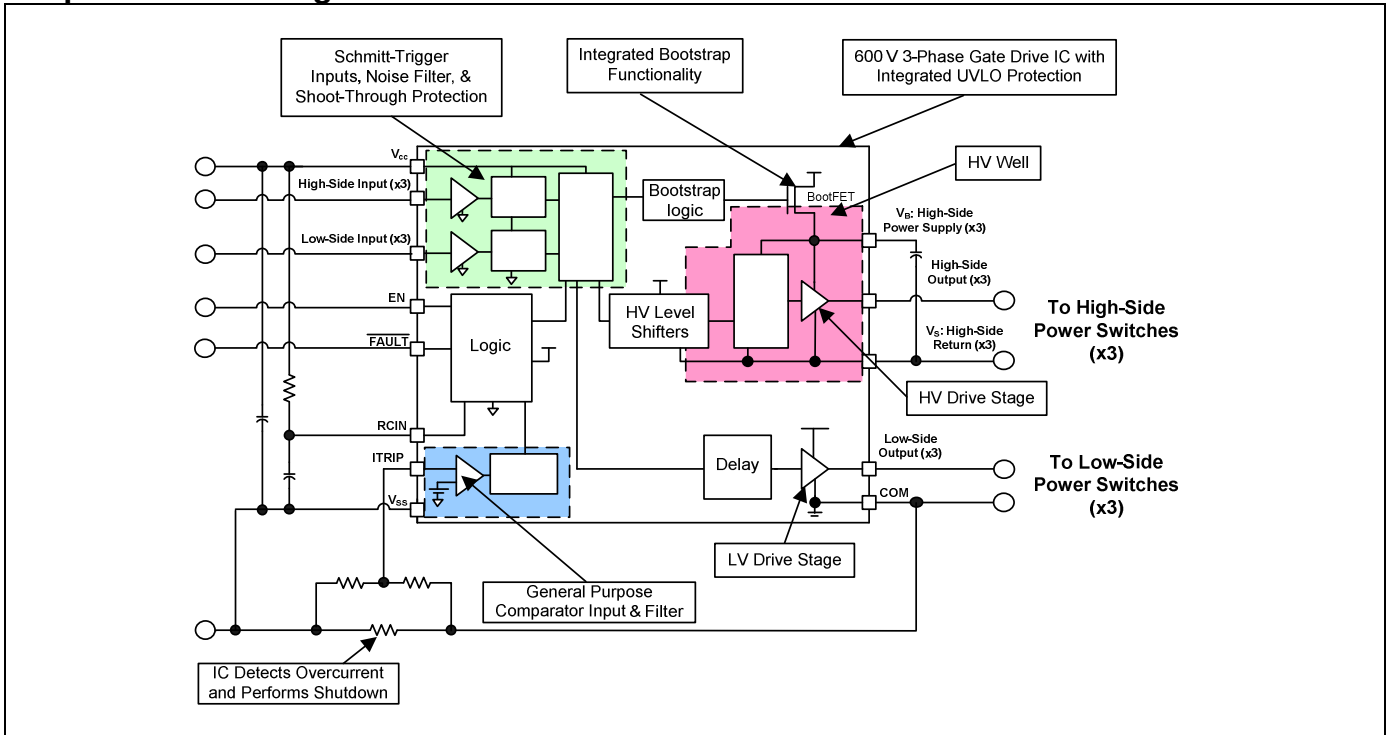 Schmitt-Trigger
Inputs, Noise Filter, &
Shoot-Through Protection
Integrated Bootstrap
Functionality
600 V 3-Phase Gate Drive IC with
Integrated UVLO Protection
HV Well
Vcc
High-Side Input (x3)
Low-Side Input (x3)
EN
FAULT
RCIN
ITRIP
VSS
Bootstrap
logic
BootFET
HV Level
Shifters
Logic
Delay
VB: High-Side
Power Supply (x3)
High-Side
Output (x3)
VS: High-Side
Return (x3)
To High-Side
Power Switches
(x3)
HV Drive Stage
Low-Side
Output (x3)
COM
To Low-Side
Power Switches
(x3)
LV Drive Stage
General Purpose
Comparator Input & Filter
IC Detects Overcurrent
and Performs Shutdown